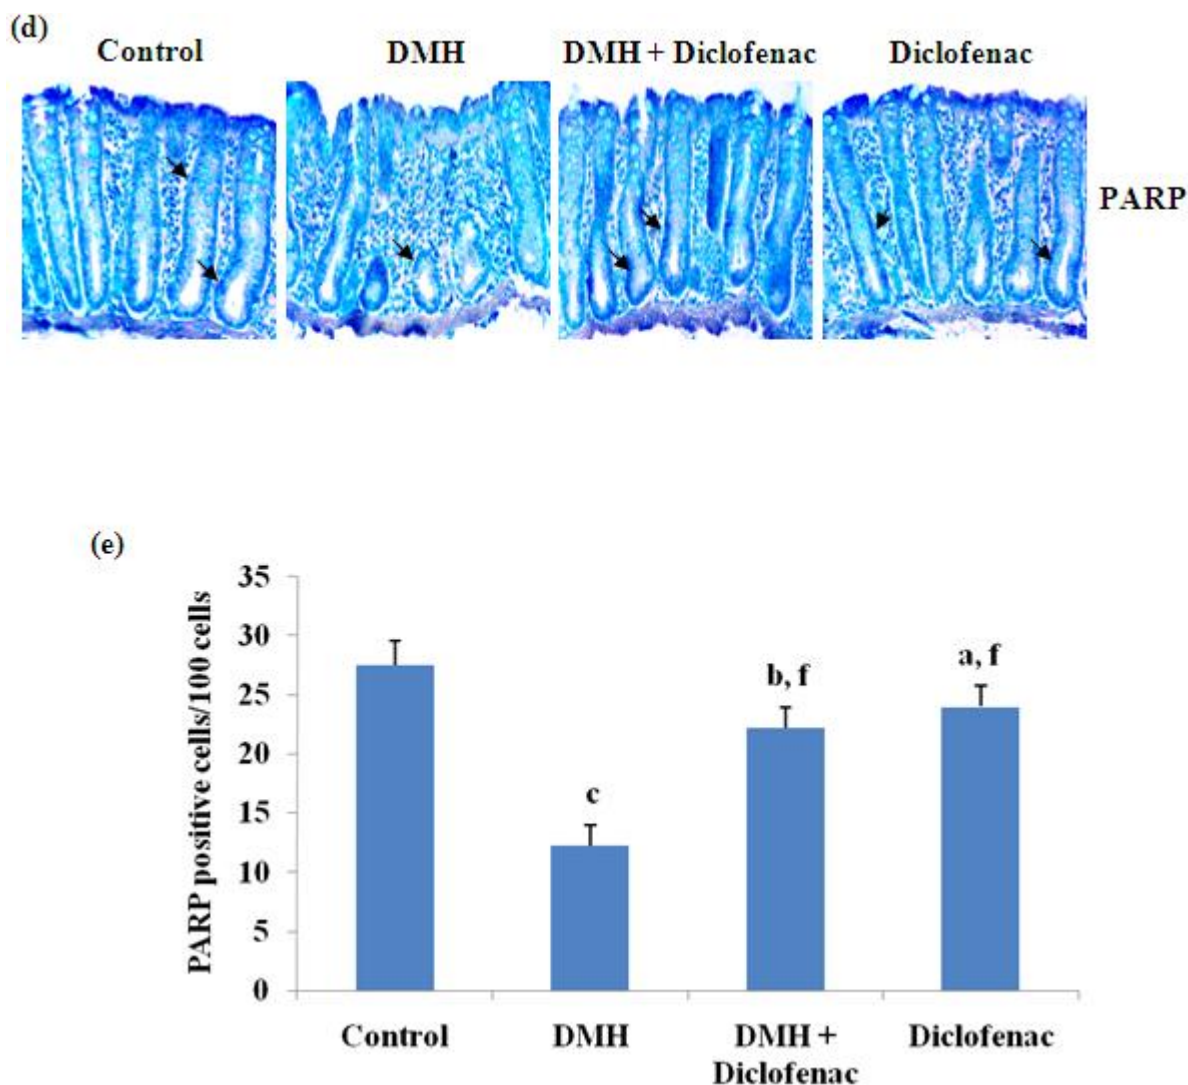 (d)
Control DMH DMH + Diclofenac Diclofenac
PARP
(e)
PARP positive cells/100 cells
35
30
25
20
15
10
5
0
c
b, f
a, f
Control DMH DMH + Diclofenac
Diclofenac